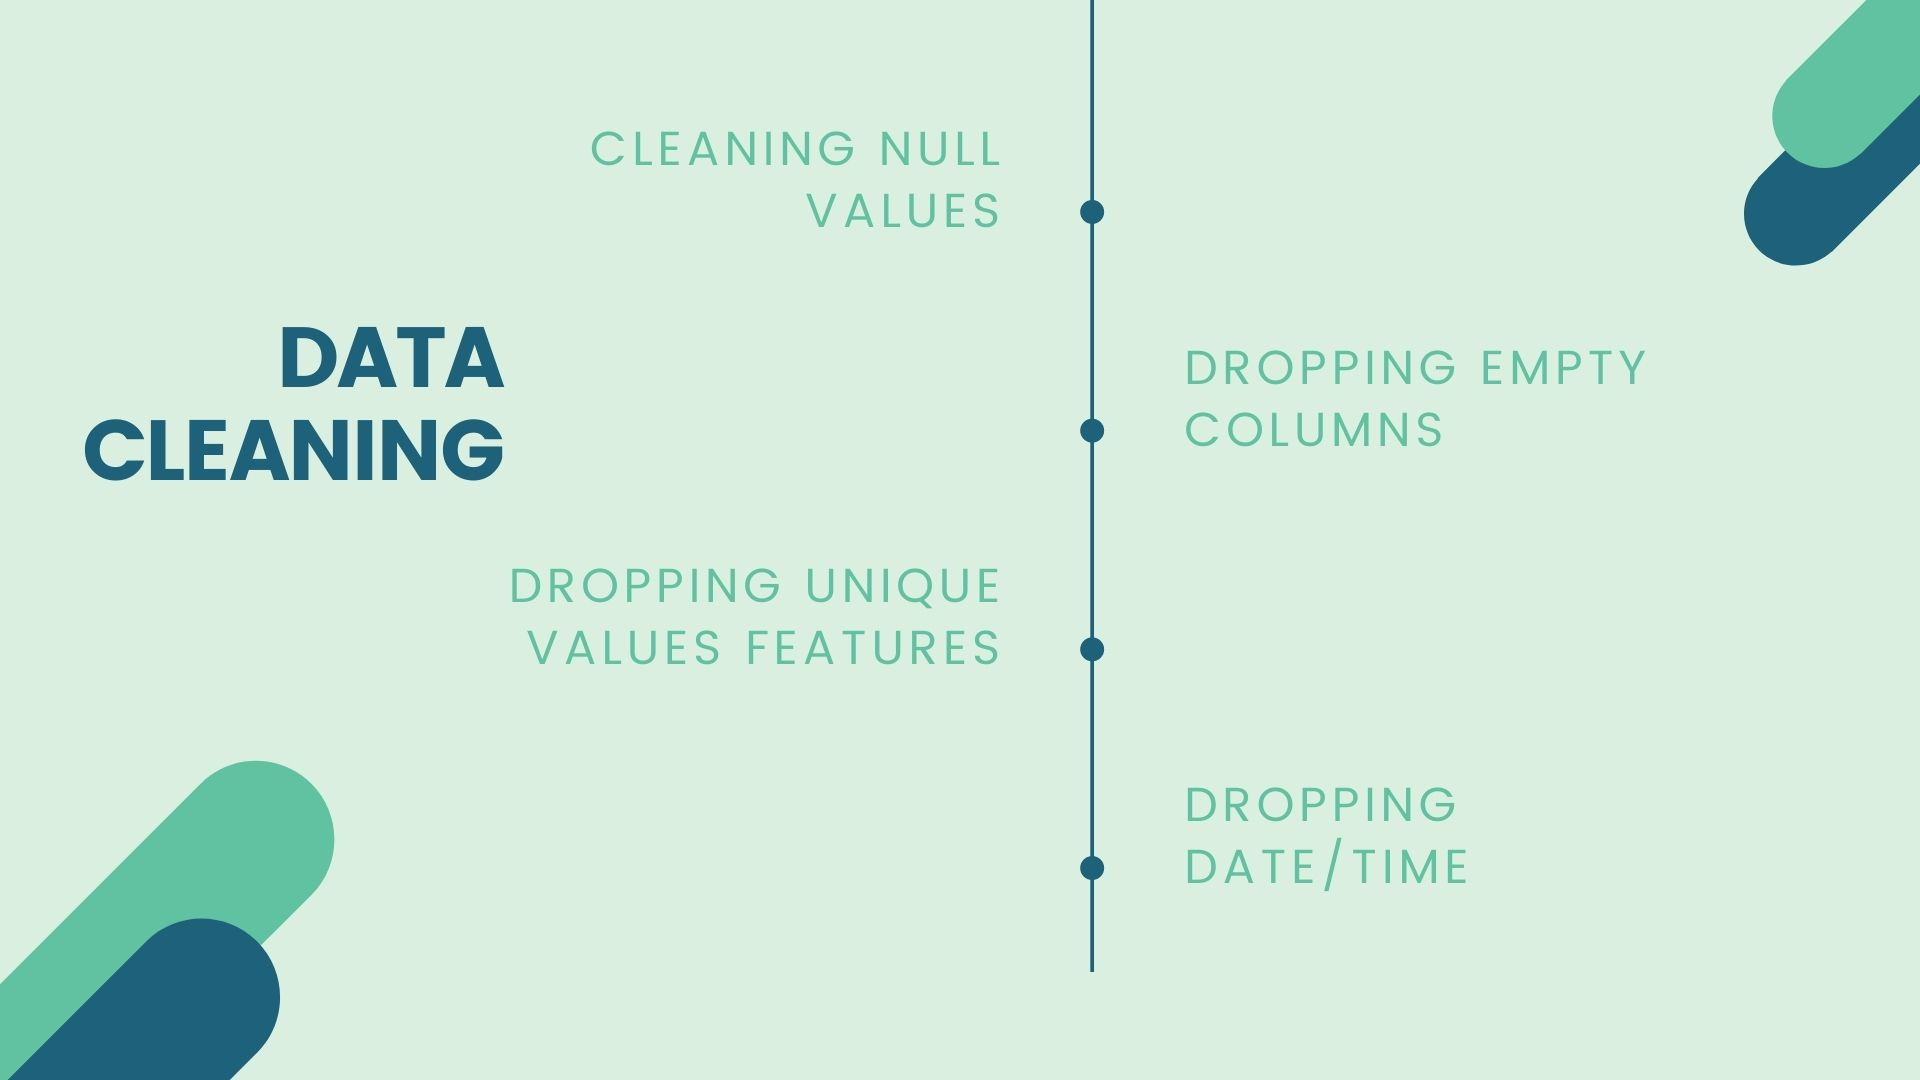 DATA
CLEANING
CLEANING NULL
VALUES
DROPPING EMPTY
COLUMNS
DROPPING UNIQUE
VALUES FEATURES
DROPPING
DATE/TIME